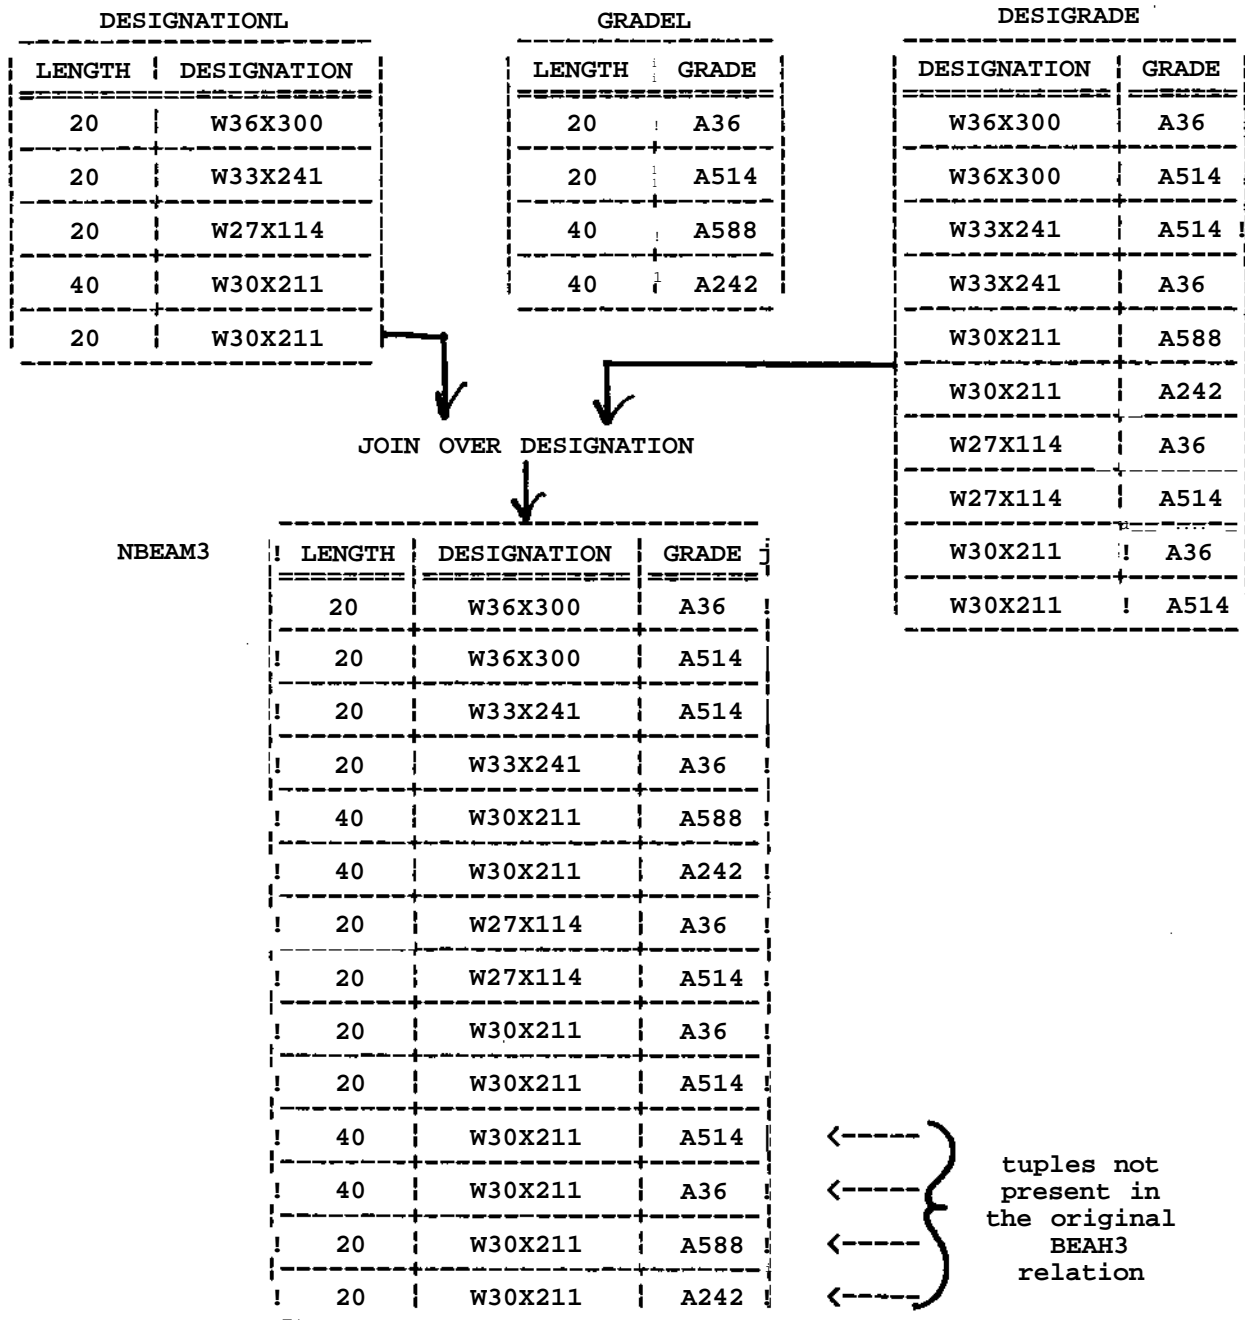 DESIGNATIONL
LENGTH DESIGNATION
20 W36X300
20 W33X241
20 W27X114
40 W30X211
20 W30X211
GRADEL
LENGTH GRADE
20 A36
20 A514
40 A588
40 A242
DESIGRADE
DESIGNATION GRADE
W36X300 A36
W36X300 A514
W33X241 A514
W33X241 A36
W30X211 A588
W30X211 A242
W27X114 A36
W27X114 A514
W30X211 A36
W30X211 A514
JOIN OVER DESIGNATION
NBEAM3
LENGTH DESIGNATION GRADE
20 W36X300 A36
20 W36X300 A514
20 W33X241 A514
20 W33X241 A36
40 W30X211 A588
40 W30X211 A242
20 W27X114 A36
20 W27X114 A514
20 W30X211 A36
20 W30X211 A514
40 W30X211 A514
40 W30X211 A36
20 W30X211 A588
20 W30X211 A242
tuples not
present in
the original
BEAH3
relation